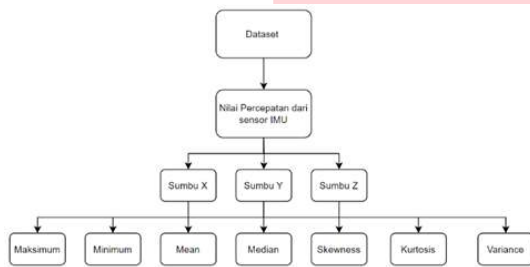 Dataset
Nilai Percepatan dari
sensor IMU
Sumbu X
Sumbu Y
Sumbu Z
Maksimum
Minimum
Mean
Median
Skewness
Kurtosis
Variance